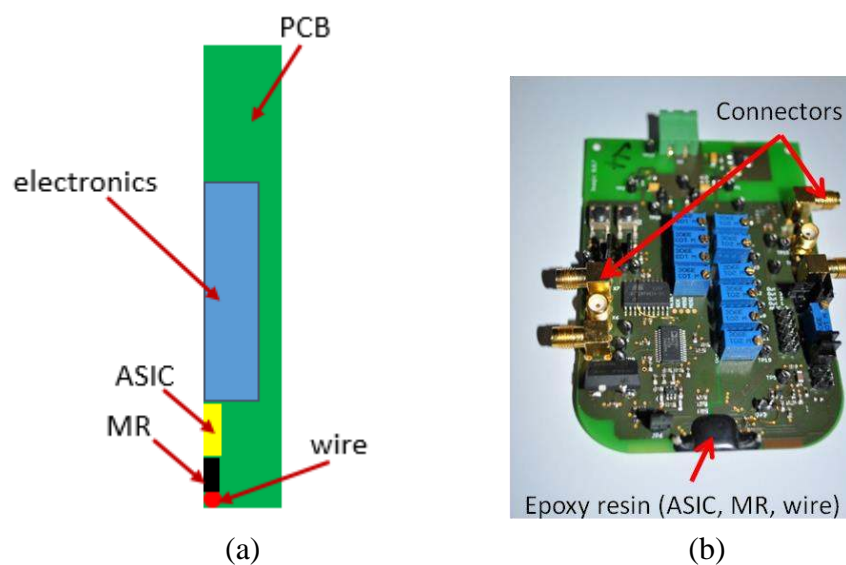 PCB
electronics
ASIC
MR
wire
(a)
Connectors
Epoxy resin (ASIC, MR, wire)
(b)